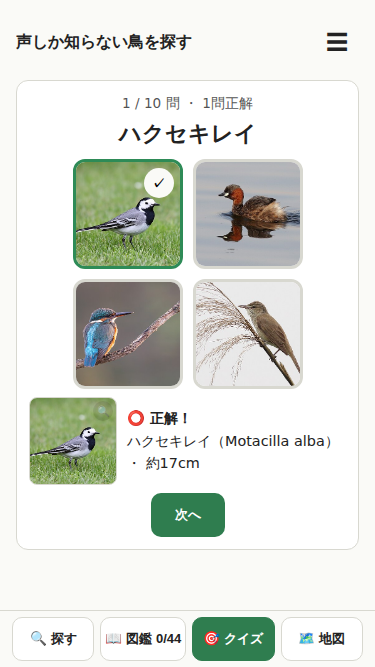 声しか知らない鳥を探す
1 / 10 問 ・ 1問正解
ハクセキレイ
✓
⭕ 正解！
ハクセキレイ（Motacilla alba）
・ 約17cm
次へ
🔍 探す
📖 図鑑 0/44
🎯 クイズ
🗺️ 地図